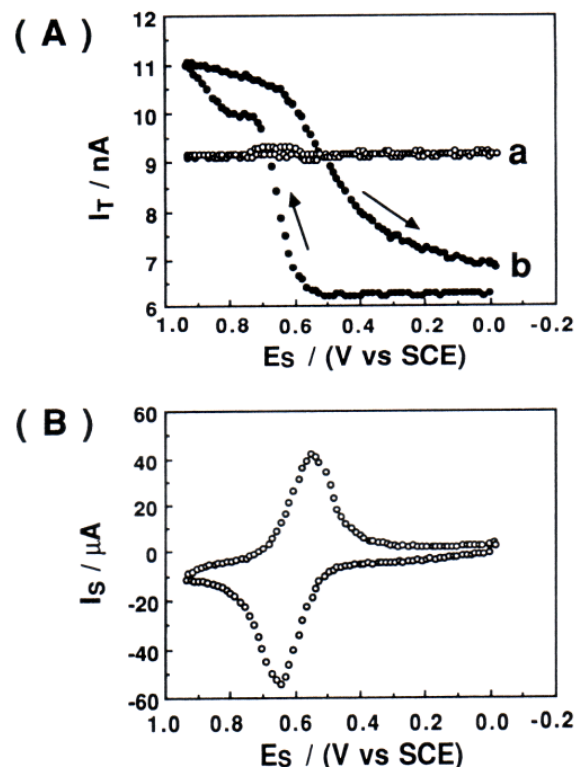 ( A )
12
11
10
9
8
7
6
I_T / nA
a
b
1.0 0.8 0.6 0.4 0.2 0.0 -0.2
E_S / (V vs SCE)
( B )
60
40
20
0
-20
-40
-60
I_S / μA
1.0 0.8 0.6 0.4 0.2 0.0 -0.2
E_S / (V vs SCE)